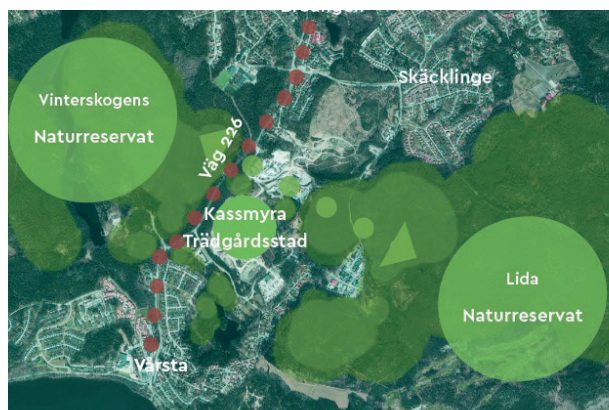 Skäcklinge
Vinterskogens
Naturreservat
Väg 226
Kassmyra
Trädgårdsstad
Lida
Naturreservat
Vårsta